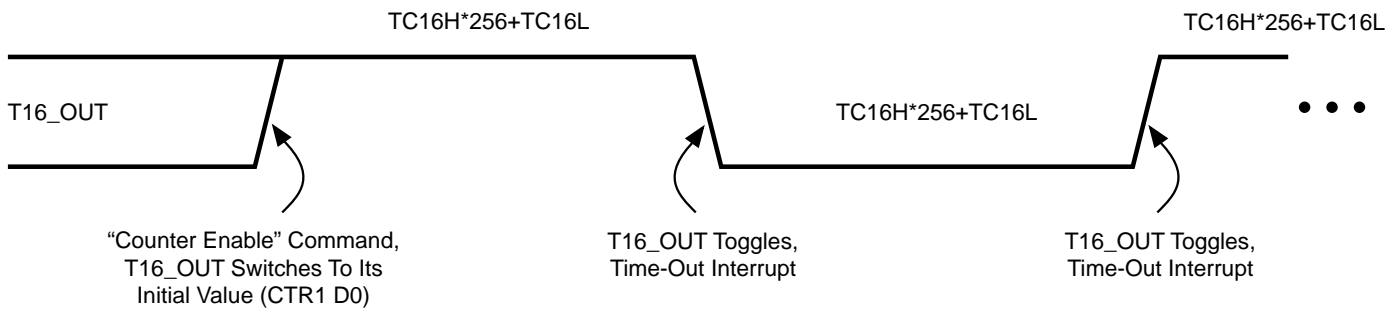 TC16H*256+TC16L
TC16H*256+TC16L
T16_OUT
TC16H*256+TC16L
“Counter Enable” Command,
T16_OUT Switches To Its
Initial Value (CTR1 D0)
T16_OUT Toggles,
Time-Out Interrupt
T16_OUT Toggles,
Time-Out Interrupt